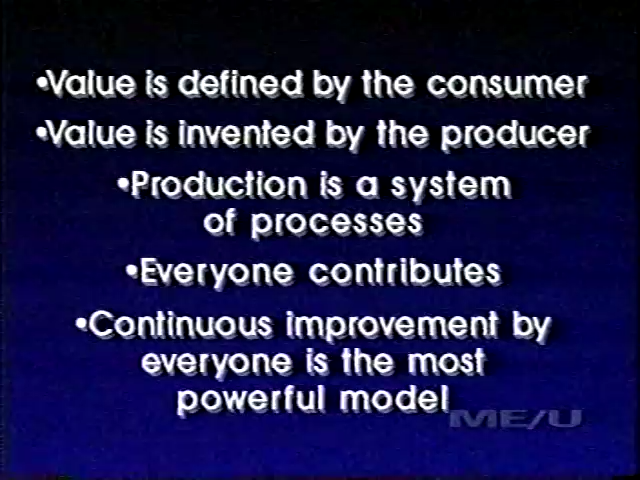 •Value is defined by the consumer
•Value is invented by the producer
•Production is a system
of processes
•Everyone contributes
•Continuous improvement by
everyone is the most
powerful model
ME/U